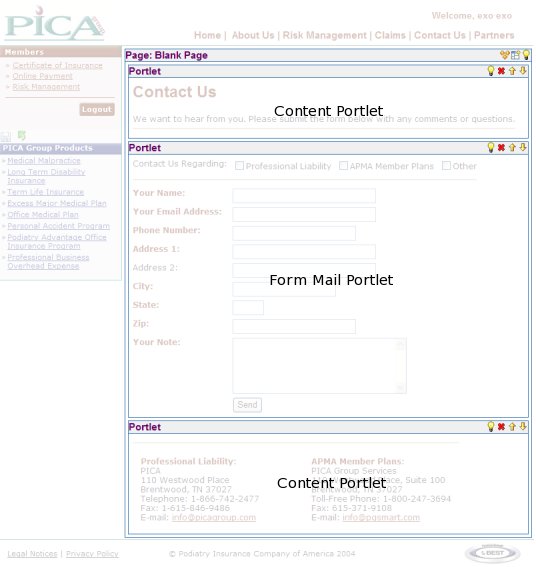 PICA
Welcome, exo exo
Home | About Us | Risk Management | Claims | Contact Us | Partners
Members
» Certificate of Insurance
» Online Payment
» Risk Management
Logout
PICA Group Products
Medical Malpractice
Long Term Disability
Insurance
Term Life Insurance
Excess Major Medical Plan
Office Medical Plan
Personal Accident Program
Podiatry Advantage Office
Insurance Program
Professional Business
Overhead Expense
Page: Blank Page
Portlet
Contact Us
Content Portlet
We want to hear from you. Please submit the form below with any comments or questions.
Portlet
Contact Us Regarding: Professional Liability APMA Member Plans Other
Your Name:
Your Email Address:
Phone Number:
Address 1:
Address 2:
Form Mail Portlet
City:
State:
Zip:
Your Note:
Send
Portlet
Professional Liability:
PICA
110 Westwood Place
Brentwood, TN 37027
Telephone: 1-866-742-2477
Fax: 1-615-846-9486
E-mail: info@picagroup.com
APMA Member Plans:
PICA Group Services
Suite 100
Brentwood, TN 37027
Toll-Free Phone: 1-800-247-3694
Fax: 615-371-9108
E-mail: info@pgsmart.com
Content Portlet
Legal Notices | Privacy Policy
© Podiatry Insurance Company of America 2004
BEST